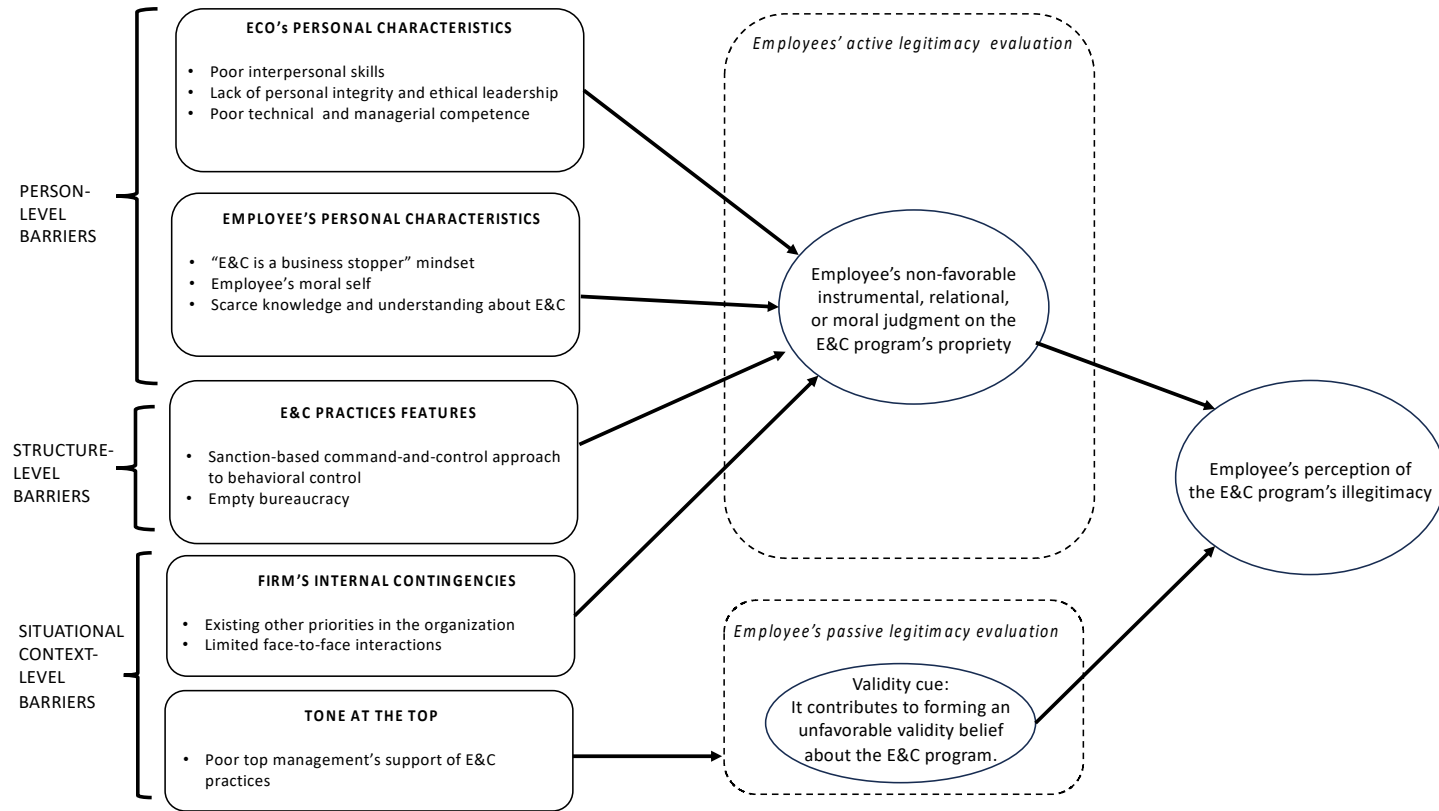 PERSON-
LEVEL
BARRIERS
ECO's PERSONAL CHARACTERISTICS
• Poor interpersonal skills
• Lack of personal integrity and ethical leadership
• Poor technical and managerial competence
EMPLOYEE'S PERSONAL CHARACTERISTICS
• “E&C is a business stopper” mindset
• Employee's moral self
• Scarce knowledge and understanding about E&C
STRUCTURE-
LEVEL
BARRIERS
E&C PRACTICES FEATURES
• Sanction-based command-and-control approach
to behavioral control
• Empty bureaucracy
SITUATIONAL
CONTEXT-
LEVEL
BARRIERS
FIRM'S INTERNAL CONTINGENCIES
• Existing other priorities in the organization
• Limited face-to-face interactions
TONE AT THE TOP
• Poor top management's support of E&C
practices
Employees' active legitimacy evaluation
Employee's non-favorable
instrumental, relational,
or moral judgment on the
E&C program's propriety
Employee's passive legitimacy evaluation
Validity cue:
It contributes to forming an
unfavorable validity belief
about the E&C program.
Employee's perception of
the E&C program's illegitimacy